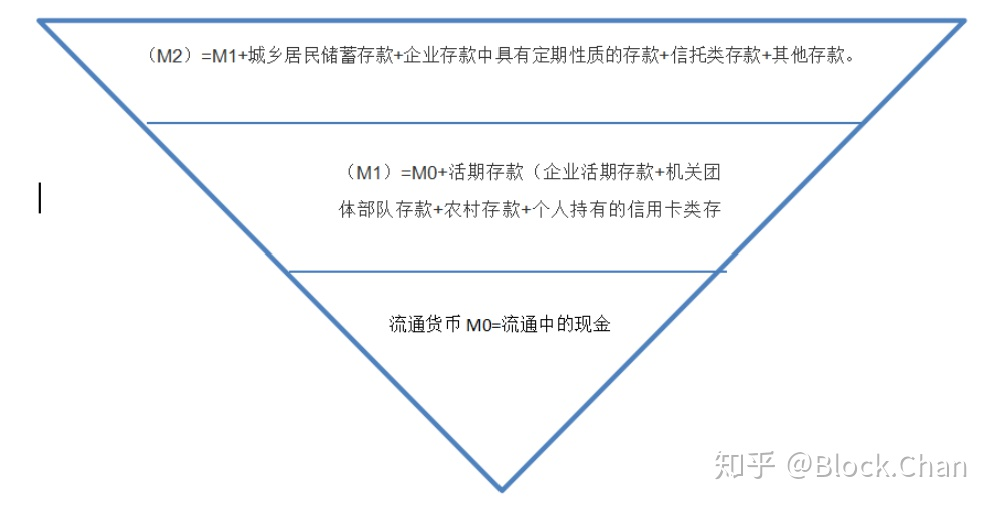 （M2）=M1+城乡居民储蓄存款+企业存款中具有定期性质的存款+信托类存款+其他存款。
（M1）=M0+活期存款（企业活期存款+机关团
体部队存款+农村存款+个人持有的信用卡类存
流通货币 M0=流通中的现金
知乎 @Block.Chan